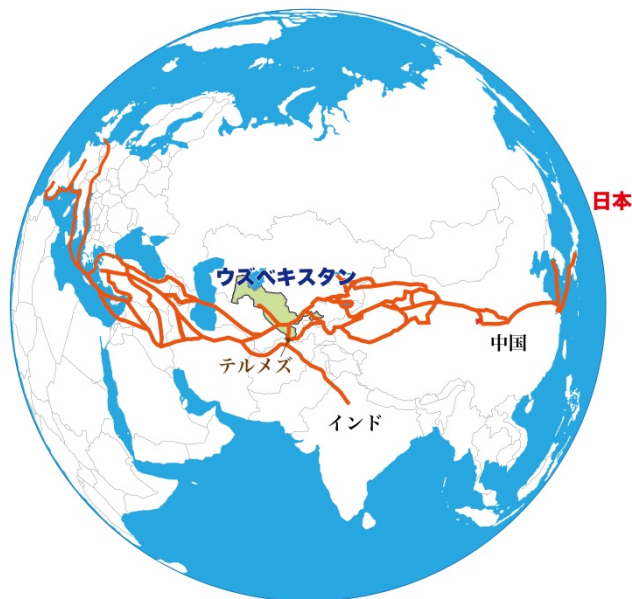 日本
ウズベキスタン
中国
テルメズ
インド